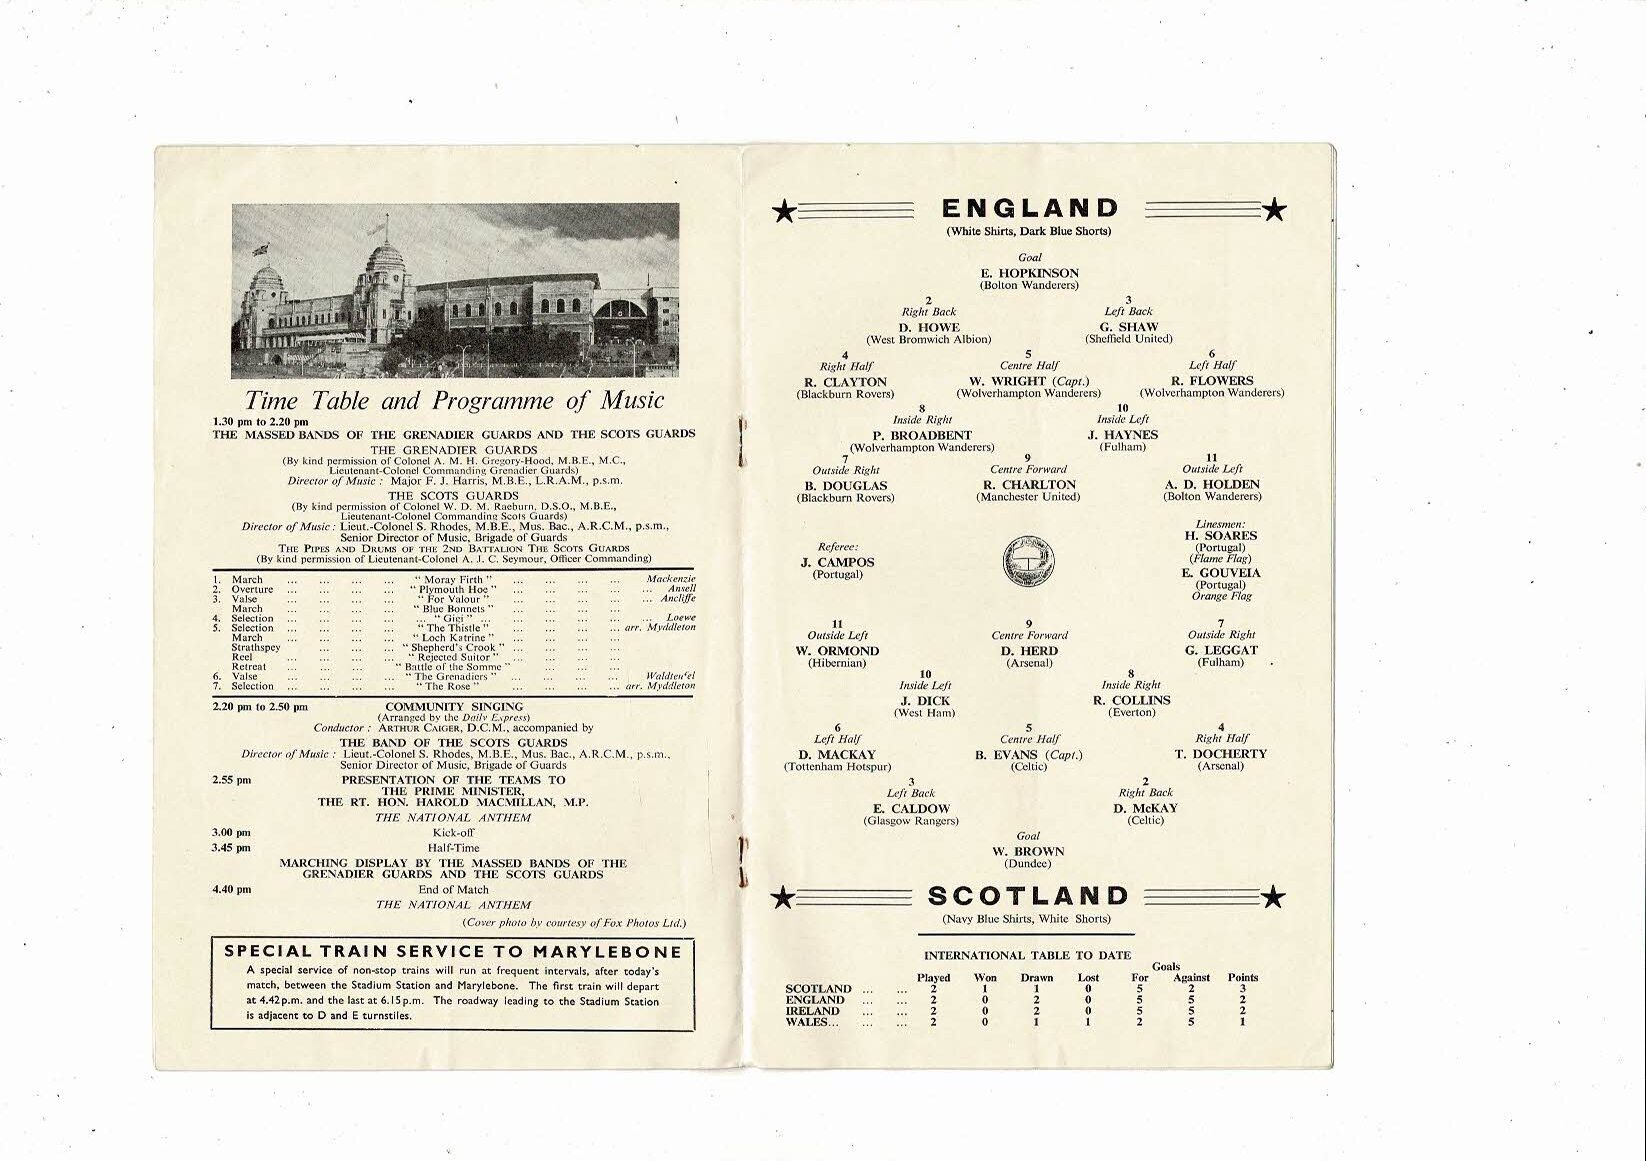 Time Table and Programme of Music
1.30 pm to 2.20 pm
THE MASSED BANDS OF THE GRENADIER GUARDS AND THE SCOTS GUARDS
THE GRENADIER GUARDS
(By kind permission of Colonel A. M. H. Gregory-Hood, M.B.E., M.C.,
Lieutenant-Colonel Commanding Grenadier Guards)
Director of Music : Major F. J. Harris, M.B.E., L.R.A.M., p.s.m.
THE SCOTS GUARDS
(By kind permission of Colonel W. D. M. Raeburn, D.S.O., M.B.E.,
Lieutenant-Colonel Commanding Scots Guards)
Director of Music : Lieut.-Colonel S. Rhodes, M.B.E., Mus. Bac., A.R.C.M., p.s.m.,
Senior Director of Music, Brigade of Guards
THE PIPES AND DRUMS OF THE 2ND BATTALION THE SCOTS GUARDS
(By kind permission of Lieutenant-Colonel A. J. C. Seymour, Officer Commanding)
1. March ... ... ... ... " Moray Firth " ... ... ... ... Mackenzie
2. Overture ... ... ... ... " Plymouth Hoe " ... ... ... ... ... Ansell
3. Valse ... ... ... ... " For Valour " ... ... ... ... ... Ancliffe
March ... ... ... ... " Blue Bonnets " ... ... ... ...
4. Selection ... ... ... ... " Gigi " ... ... ... ... ... ... Loewe
5. Selection ... ... ... ... " The Thistle " ... ... ... ... arr. Myddleton
March ... ... ... ... " Loch Katrine " ... ... ... ...
Strathspey ... ... ... " Shepherd's Crook " ... ... ... ...
Reel ... ... ... ... " Rejected Suitor " ... ... ... ...
Retreat ... ... ... " Battle of the Somme " ... ... ... ...
6. Valse ... ... ... ... " The Grenadiers " ... ... ... ... Waldteufel
7. Selection ... ... ... ... " The Rose " ... ... ... ... arr. Myddleton
2.20 pm to 2.50 pm COMMUNITY SINGING
(Arranged by the Daily Express)
Conductor : ARTHUR CAIGER, D.C.M., accompanied by
THE BAND OF THE SCOTS GUARDS
Director of Music : Lieut.-Colonel S. Rhodes, M.B.E., Mus. Bac., A.R.C.M., p.s.m.,
Senior Director of Music, Brigade of Guards
2.55 pm PRESENTATION OF THE TEAMS TO
THE PRIME MINISTER,
THE RT. HON. HAROLD MACMILLAN, M.P.
THE NATIONAL ANTHEM
3.00 pm Kick-off
3.45 pm Half-Time
MARCHING DISPLAY BY THE MASSED BANDS OF THE
GRENADIER GUARDS AND THE SCOTS GUARDS
4.40 pm End of Match
THE NATIONAL ANTHEM
(Cover photo by courtesy of Fox Photos Ltd.)
SPECIAL TRAIN SERVICE TO MARYLEBONE
A special service of non-stop trains will run at frequent intervals, after today's
match, between the Stadium Station and Marylebone. The first train will depart
at 4.42 p.m. and the last at 6.15 p.m. The roadway leading to the Stadium Station
is adjacent to D and E turnstiles.
ENGLAND
(White Shirts, Dark Blue Shorts)
Goal
E. HOPKINSON
(Bolton Wanderers)
2 3
Right Back Left Back
D. HOWE G. SHAW
(West Bromwich Albion) (Sheffield United)
4 5 6
Right Half Centre Half Left Half
R. CLAYTON W. WRIGHT (Capt.) R. FLOWERS
(Blackburn Rovers) (Wolverhampton Wanderers) (Wolverhampton Wanderers)
8 10
Inside Right Inside Left
P. BROADBENT J. HAYNES
(Wolverhampton Wanderers) (Fulham)
7 9 11
Outside Right Centre Forward Outside Left
B. DOUGLAS R. CHARLTON A. D. HOLDEN
(Blackburn Rovers) (Manchester United) (Bolton Wanderers)
Referee:
J. CAMPOS
(Portugal)
Linesmen:
H. SOARES
(Portugal)
(Flame Flag)
E. GOUVEIA
(Portugal)
Orange Flag
11 9 7
Outside Left Centre Forward Outside Right
W. ORMOND D. HERD G. LEGGAT
(Hibernian) (Arsenal) (Fulham)
10 8
Inside Left Inside Right
J. DICK R. COLLINS
(West Ham) (Everton)
6 5 4
Left Half Centre Half Right Half
D. MACKAY B. EVANS (Capt.) T. DOCHERTY
(Tottenham Hotspur) (Celtic) (Arsenal)
3 2
Left Back Right Back
E. CALDOW D. McKAY
(Glasgow Rangers) (Celtic)
Goal
W. BROWN
(Dundee)
SCOTLAND
(Navy Blue Shirts, White Shorts)
INTERNATIONAL TABLE TO DATE
Goals
Played Won Drawn Lost For Against Points
SCOTLAND ... ... 2 1 1 0 5 2 3
ENGLAND ... ... 2 0 2 0 5 5 2
IRELAND ... ... 2 0 2 0 5 5 2
WALES... ... ... 2 0 1 1 2 5 1